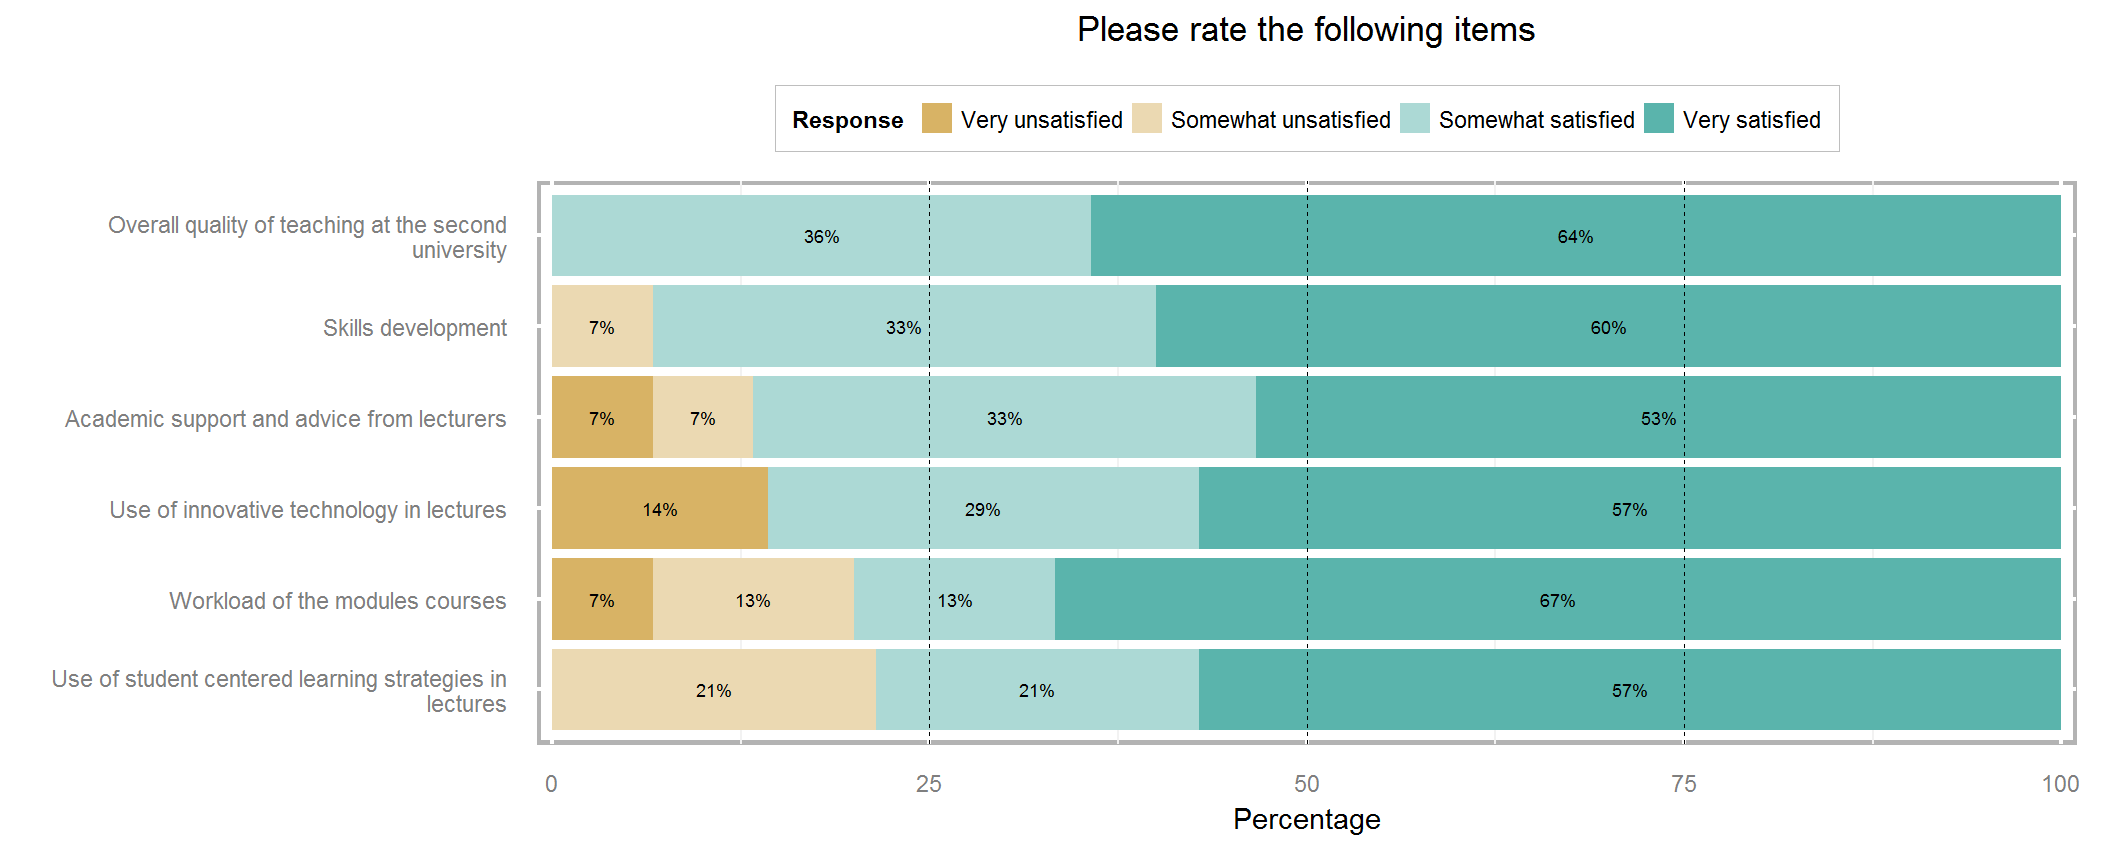 Please rate the following items
Response Very unsatisfied Somewhat unsatisfied Somewhat satisfied Very satisfied
Overall quality of teaching at the second
university
36% 64%
Skills development
7% 33% 60%
Academic support and advice from lecturers
7% 7% 33% 53%
Use of innovative technology in lectures
14% 29% 57%
Workload of the modules courses
7% 13% 13% 67%
Use of student centered learning strategies in
lectures
21% 21% 57%
0 25 50 75 100
Percentage